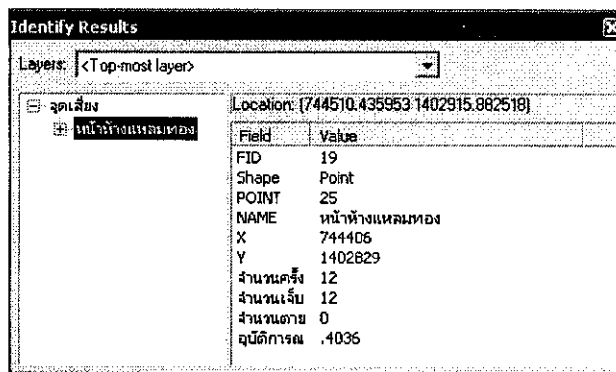 Identify Results
Layers: <Top-most layer>
จุดเสี่ยง
หน้าห้างแหลมทอง
Location: (744510.435953 1402915.882518)
Field Value
FID 19
Shape Point
POINT 25
NAME หน้าห้างแหลมทอง
X 744406
Y 1402829
จำนวนครั้ง 12
จำนวนเจ็บ 12
จำนวนตาย 0
อุบัติการณ .4036